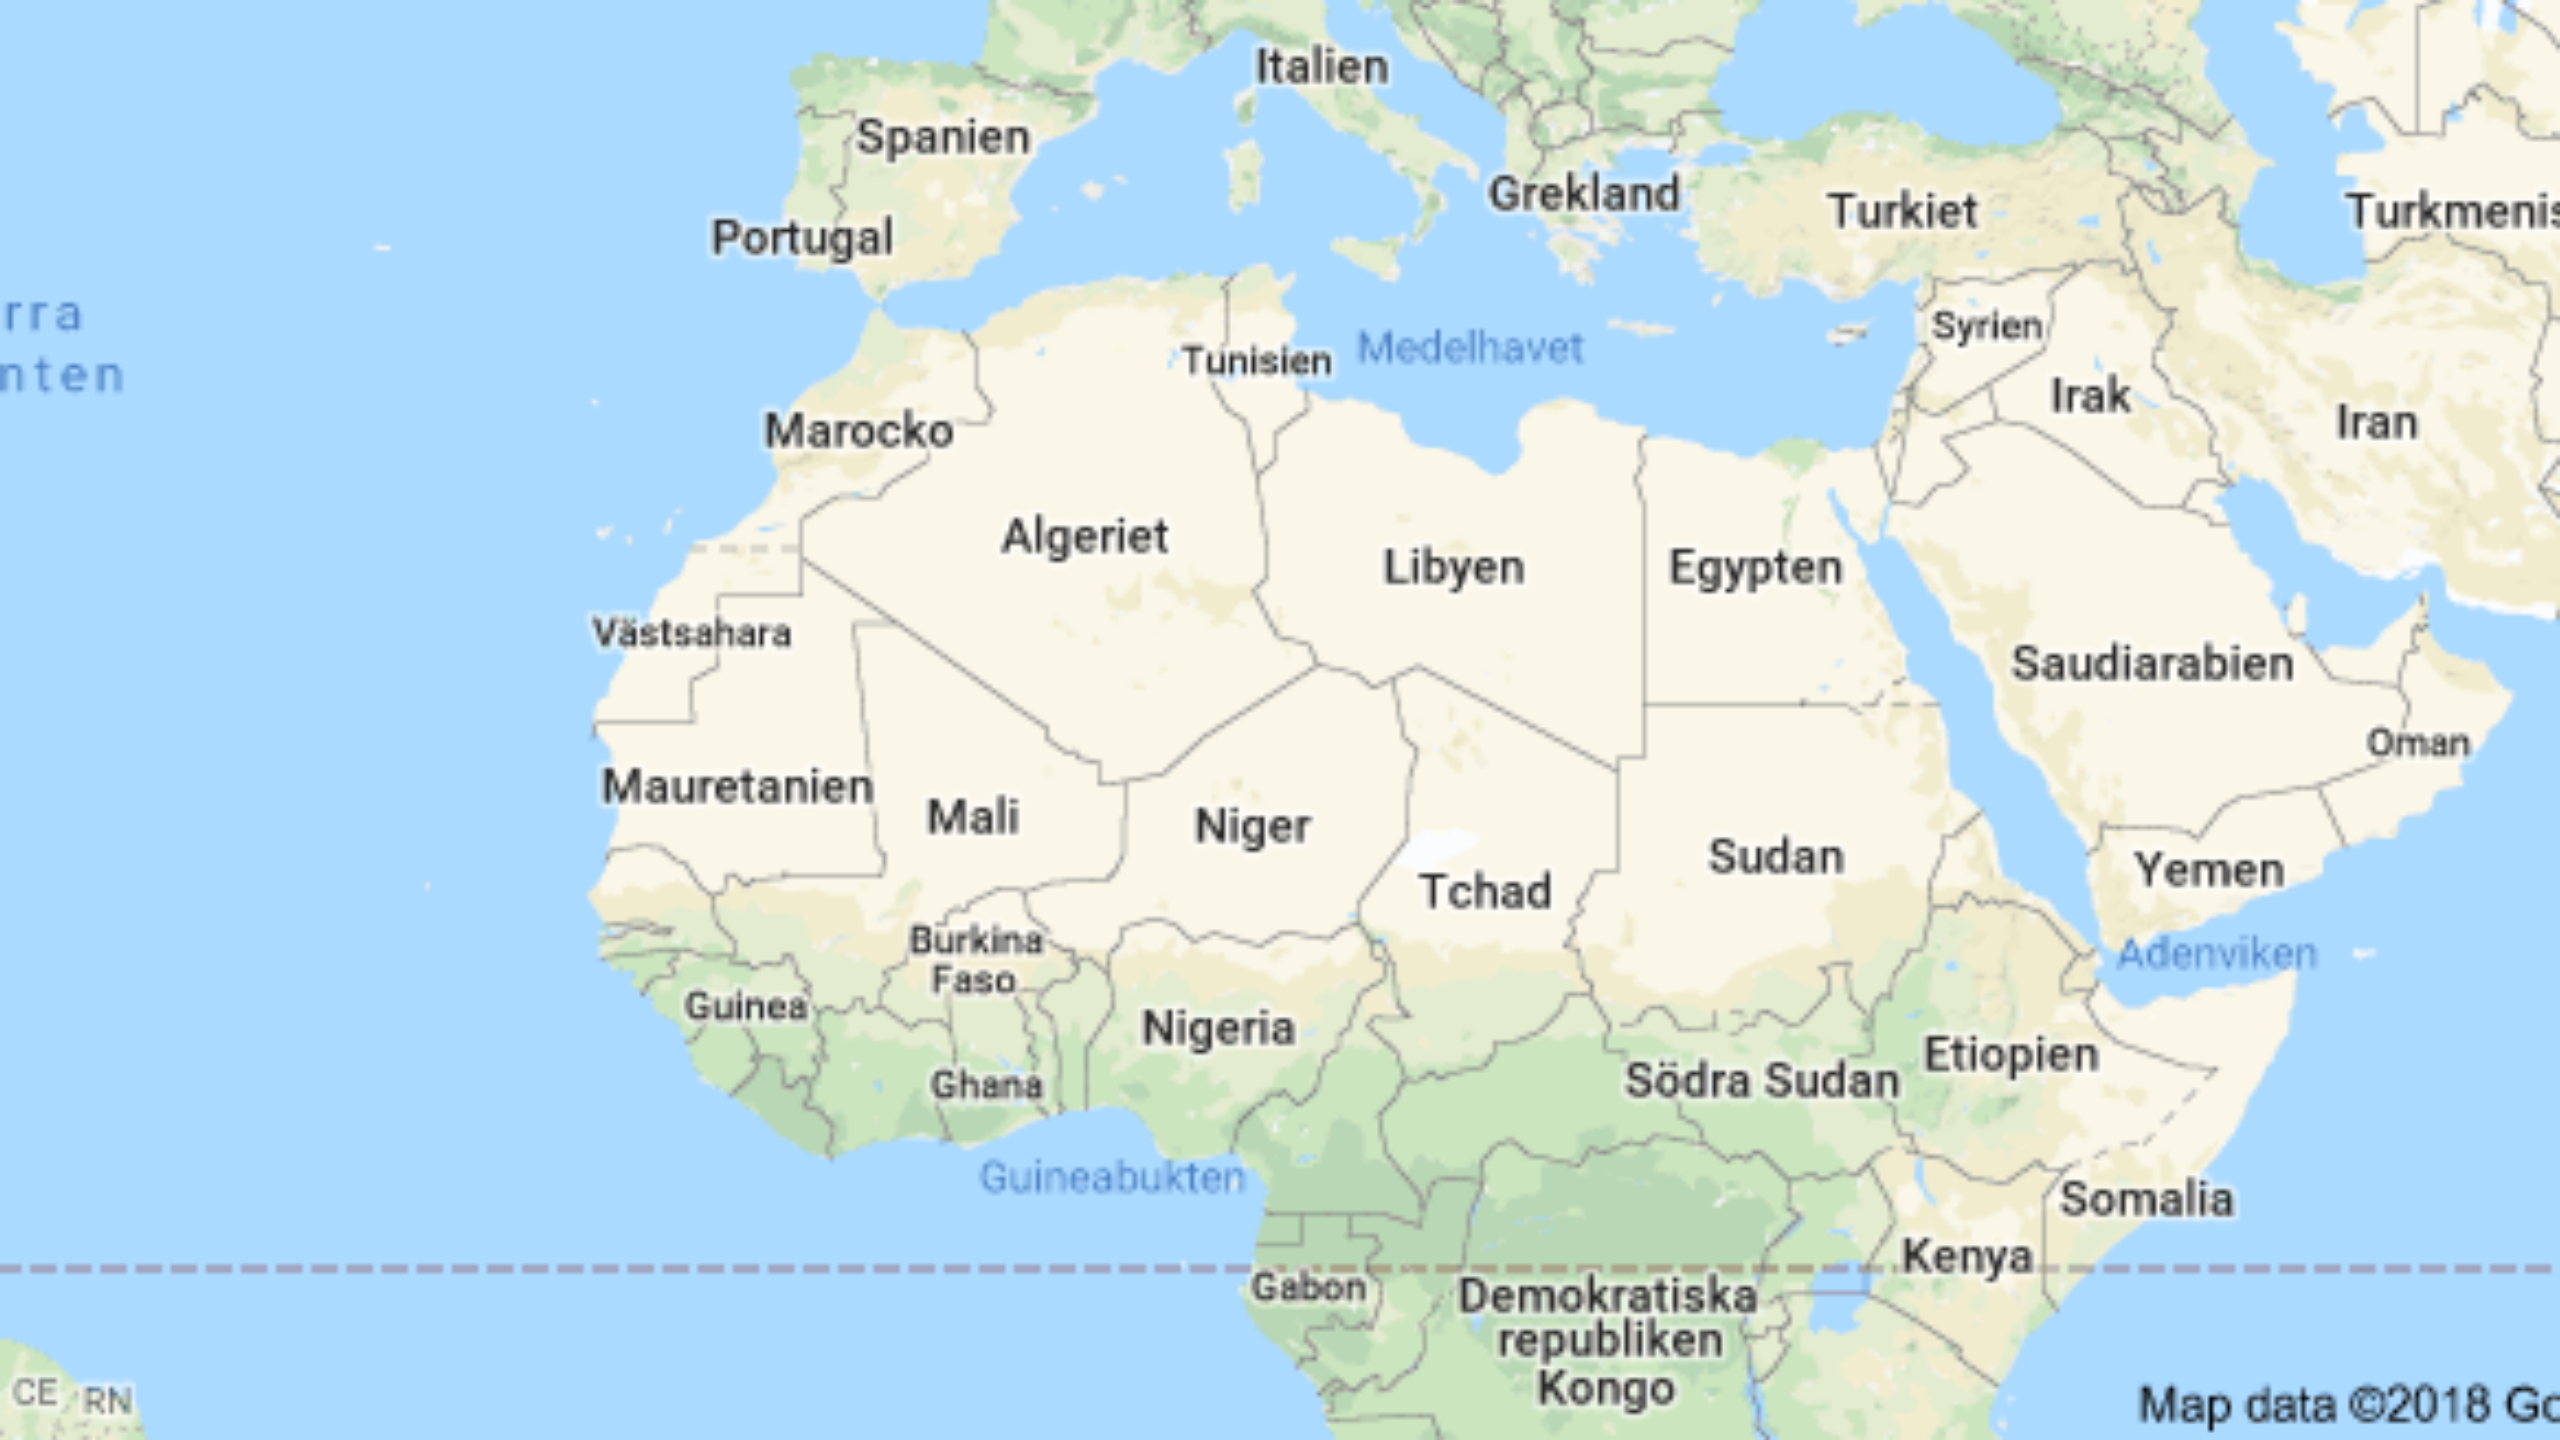 Italien
Spanien
Grekland
Turkiet
Turkmenis
Portugal
rra
nten
Syrien
Medelhavet
Tunisien
Irak
Iran
Marocko
Algeriet
Libyen
Egypten
Västsahara
Saudiarabien
Oman
Mauretanien
Mali
Niger
Sudan
Yemen
Tchad
Burkina
Faso
Adenviken
Guinea
Nigeria
Etiopien
Södra Sudan
Ghana
Guineabukten
Somalia
Kenya
Gabon
Demokratiska
republiken
Kongo
CE RN
Map data ©2018 Go